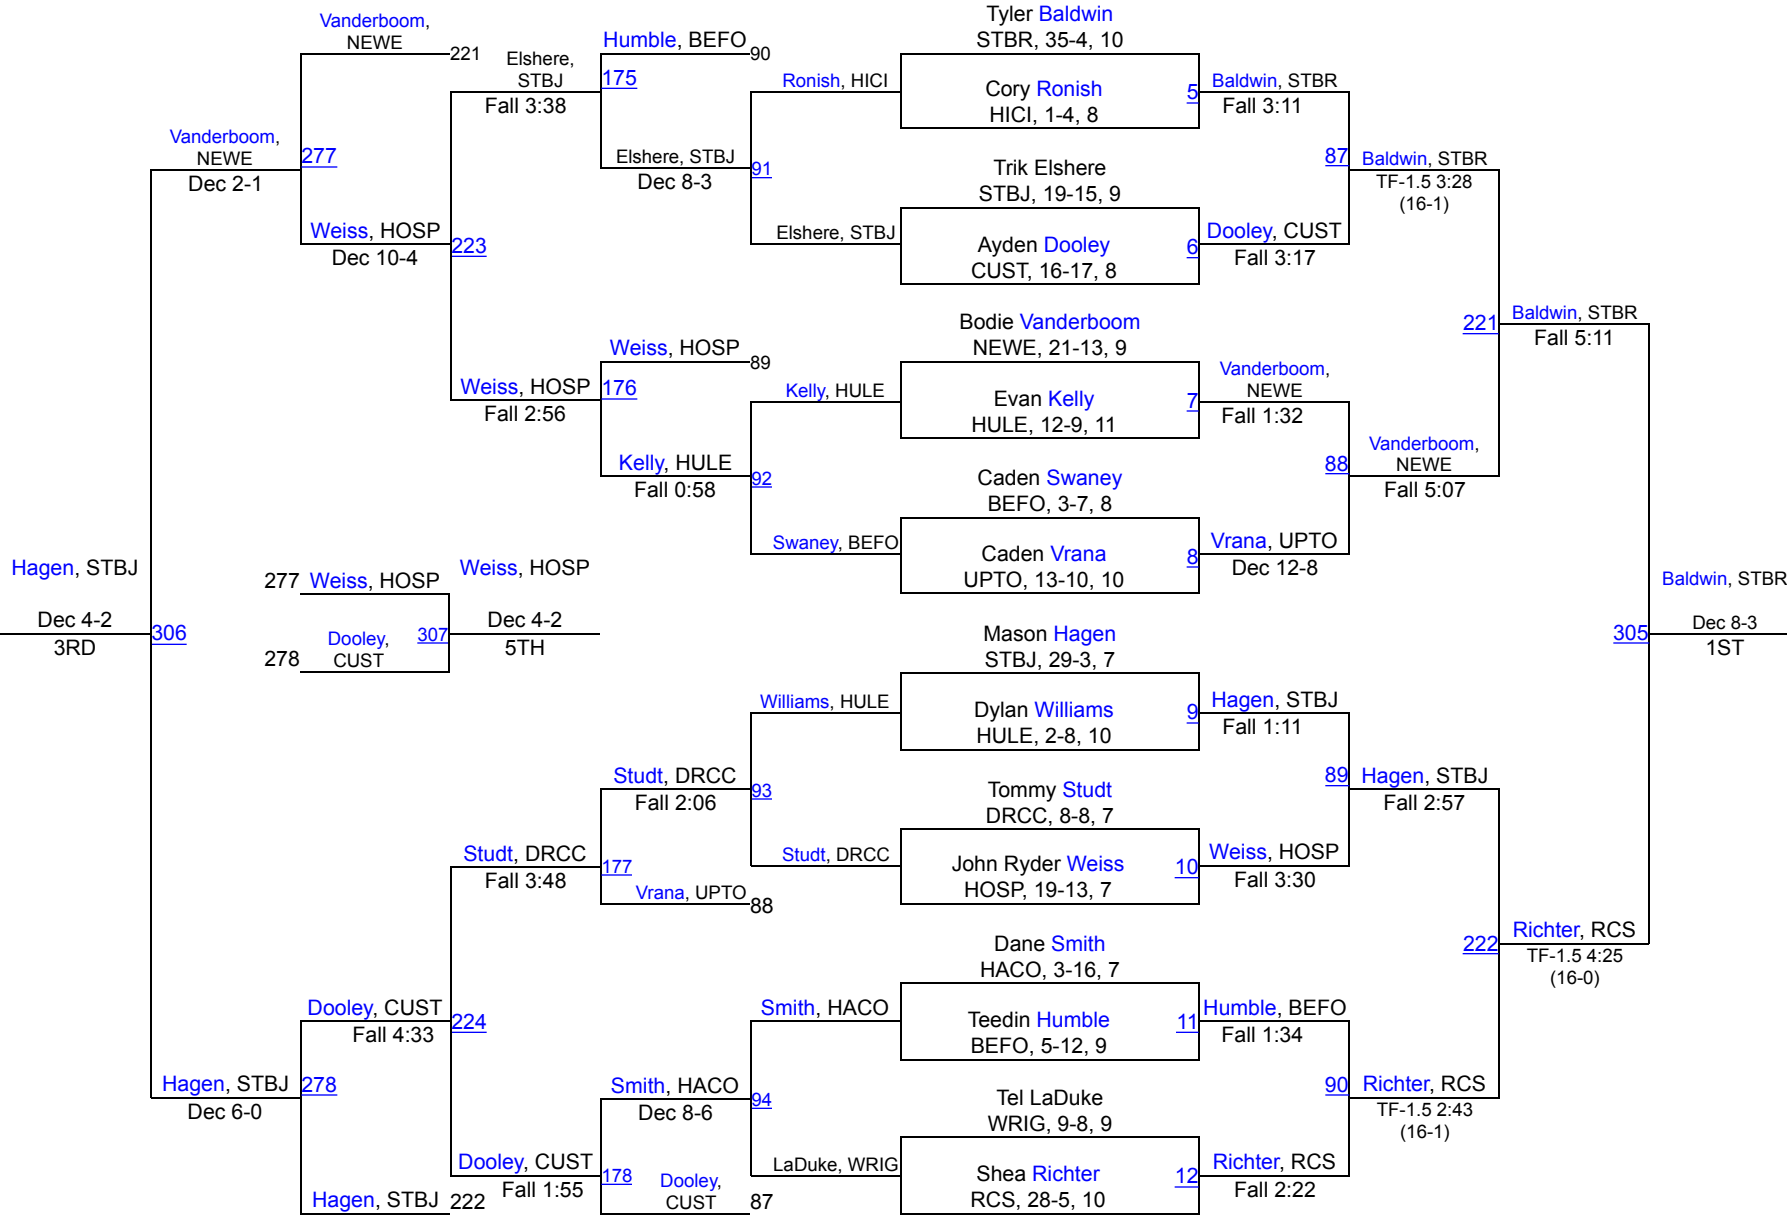 Vanderboom,
NEWE
221
Vanderboom,
NEWE
Dec 2-1
277
Weiss, HOSP
Dec 10-4
Elshere,
STBJ
Fall 3:38
223
Weiss, HOSP
Fall 2:56
Humble, BEFO
90
175
Elshere, STBJ
Dec 8-3
91
Ronish, HICI
Elshere, STBJ
Weiss, HOSP
89
176
Kelly, HULE
Fall 0:58
92
Kelly, HULE
Swaney, BEFO
Tyler Baldwin
STBR, 35-4, 10
Cory Ronish
HICI, 1-4, 8
5
Baldwin, STBR
Fall 3:11
Trik Elshere
STBJ, 19-15, 9
Ayden Dooley
CUST, 16-17, 8
6
Dooley, CUST
Fall 3:17
87
Baldwin, STBR
TF-1.5 3:28
(16-1)
Bodie Vanderboom
NEWE, 21-13, 9
Evan Kelly
HULE, 12-9, 11
7
Vanderboom,
NEWE
Fall 1:32
Caden Swaney
BEFO, 3-7, 8
Caden Vrana
UPTO, 13-10, 10
8
Vrana, UPTO
Dec 12-8
88
Vanderboom,
NEWE
Fall 5:07
221
Baldwin, STBR
Fall 5:11
Hagen, STBJ
Dec 4-2
3RD
306
277 Weiss, HOSP
278
Dooley,
CUST
307
Weiss, HOSP
Dec 4-2
5TH
305
Baldwin, STBR
Dec 8-3
1ST
Mason Hagen
STBJ, 29-3, 7
Dylan Williams
HULE, 2-8, 10
9
Hagen, STBJ
Fall 1:11
Tommy Studt
DRCC, 8-8, 7
John Ryder Weiss
HOSP, 19-13, 7
10
Weiss, HOSP
Fall 3:30
89
Hagen, STBJ
Fall 2:57
Dane Smith
HACO, 3-16, 7
Teedin Humble
BEFO, 5-12, 9
11
Humble, BEFO
Fall 1:34
Tel LaDuke
WRIG, 9-8, 9
Shea Richter
RCS, 28-5, 10
12
Richter, RCS
Fall 2:22
90
Richter, RCS
TF-1.5 2:43
(16-1)
222
Richter, RCS
TF-1.5 4:25
(16-0)
Williams, HULE
Studt, DRCC
93
Studt, DRCC
Fall 2:06
177
Vrana, UPTO
88
Studt, DRCC
Fall 3:48
Smith, HACO
LaDuke, WRIG
94
Smith, HACO
Dec 8-6
178
Dooley,
CUST
87
Dooley, CUST
Fall 1:55
224
Dooley, CUST
Fall 4:33
278
Hagen, STBJ
222
Hagen, STBJ
Dec 6-0